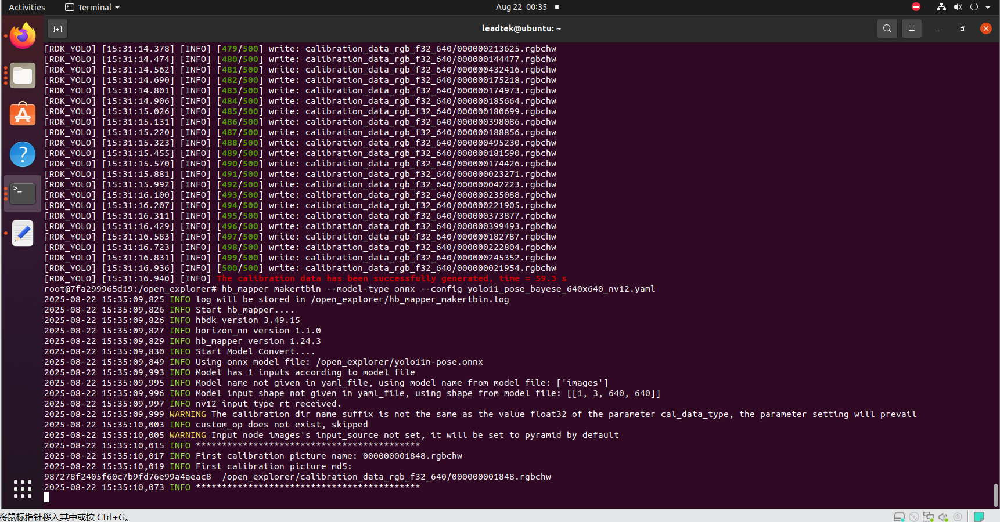 Activities
Terminal
Aug 22 00:35
leadtek@ubuntu: ~
[RDK_YOLO] [15:31:14.378] [INFO] [479/500] write: calibration_data_rgb_f32_640/000000213625.rgbchw
[RDK_YOLO] [15:31:14.474] [INFO] [480/500] write: calibration_data_rgb_f32_640/000000144477.rgbchw
[RDK_YOLO] [15:31:14.562] [INFO] [481/500] write: calibration_data_rgb_f32_640/000000432416.rgbchw
[RDK_YOLO] [15:31:14.690] [INFO] [482/500] write: calibration_data_rgb_f32_640/000000175218.rgbchw
[RDK_YOLO] [15:31:14.801] [INFO] [483/500] write: calibration_data_rgb_f32_640/000000174973.rgbchw
[RDK_YOLO] [15:31:14.906] [INFO] [484/500] write: calibration_data_rgb_f32_640/000000185664.rgbchw
[RDK_YOLO] [15:31:15.026] [INFO] [485/500] write: calibration_data_rgb_f32_640/000000180699.rgbchw
[RDK_YOLO] [15:31:15.131] [INFO] [486/500] write: calibration_data_rgb_f32_640/000000398086.rgbchw
[RDK_YOLO] [15:31:15.220] [INFO] [487/500] write: calibration_data_rgb_f32_640/000000188856.rgbchw
[RDK_YOLO] [15:31:15.323] [INFO] [488/500] write: calibration_data_rgb_f32_640/000000495230.rgbchw
[RDK_YOLO] [15:31:15.455] [INFO] [489/500] write: calibration_data_rgb_f32_640/000000181590.rgbchw
[RDK_YOLO] [15:31:15.570] [INFO] [490/500] write: calibration_data_rgb_f32_640/000000174426.rgbchw
[RDK_YOLO] [15:31:15.881] [INFO] [491/500] write: calibration_data_rgb_f32_640/000000023271.rgbchw
[RDK_YOLO] [15:31:15.992] [INFO] [492/500] write: calibration_data_rgb_f32_640/000000042223.rgbchw
[RDK_YOLO] [15:31:16.100] [INFO] [493/500] write: calibration_data_rgb_f32_640/000000235088.rgbchw
[RDK_YOLO] [15:31:16.207] [INFO] [494/500] write: calibration_data_rgb_f32_640/000000221905.rgbchw
[RDK_YOLO] [15:31:16.311] [INFO] [495/500] write: calibration_data_rgb_f32_640/000000373877.rgbchw
[RDK_YOLO] [15:31:16.429] [INFO] [496/500] write: calibration_data_rgb_f32_640/000000399493.rgbchw
[RDK_YOLO] [15:31:16.583] [INFO] [497/500] write: calibration_data_rgb_f32_640/000000182787.rgbchw
[RDK_YOLO] [15:31:16.723] [INFO] [498/500] write: calibration_data_rgb_f32_640/000000222804.rgbchw
[RDK_YOLO] [15:31:16.831] [INFO] [499/500] write: calibration_data_rgb_f32_640/000000245352.rgbchw
[RDK_YOLO] [15:31:16.936] [INFO] [500/500] write: calibration_data_rgb_f32_640/000000021954.rgbchw
[RDK_YOLO] [15:31:16.940] [INFO] The calibration data has been successfully generated, time = 59.3 s
root@7fa299965d19:/open_explorer# hb_mapper makertbin --model-type onnx --config yolo11_pose_bayese_640x640_nv12.yaml
2025-08-22 15:35:09,825 INFO log will be stored in /open_explorer/hb_mapper_makertbin.log
2025-08-22 15:35:09,826 INFO Start hb_mapper....
2025-08-22 15:35:09,826 INFO hbdk version 3.49.15
2025-08-22 15:35:09,827 INFO horizon_nn version 1.1.0
2025-08-22 15:35:09,829 INFO hb_mapper version 1.24.3
2025-08-22 15:35:09,830 INFO Start Model Convert....
2025-08-22 15:35:09,849 INFO Using onnx model file: /open_explorer/yolo11n-pose.onnx
2025-08-22 15:35:09,993 INFO Model has 1 inputs according to model file
2025-08-22 15:35:09,995 INFO Model name not given in yaml_file, using model name from model file: ['images']
2025-08-22 15:35:09,996 INFO Model input shape not given in yaml_file, using shape from model file: [[1, 3, 640, 640]]
2025-08-22 15:35:09,997 INFO nv12 input type rt received.
2025-08-22 15:35:09,999 WARNING The calibration dir name suffix is not the same as the value float32 of the parameter cal_data_type, the parameter setting will prevail
2025-08-22 15:35:10,003 INFO custom_op does not exist, skipped
2025-08-22 15:35:10,005 WARNING Input node images's input_source not set, it will be set to pyramid by default
2025-08-22 15:35:10,015 INFO *******************************************
2025-08-22 15:35:10,017 INFO First calibration picture name: 000000001848.rgbchw
2025-08-22 15:35:10,019 INFO First calibration picture md5:
987278f2405f60c7b9fd76e99a4aeac8  /open_explorer/calibration_data_rgb_f32_640/000000001848.rgbchw
2025-08-22 15:35:10,073 INFO *******************************************
将鼠标指针移入其中或按 Ctrl+G。